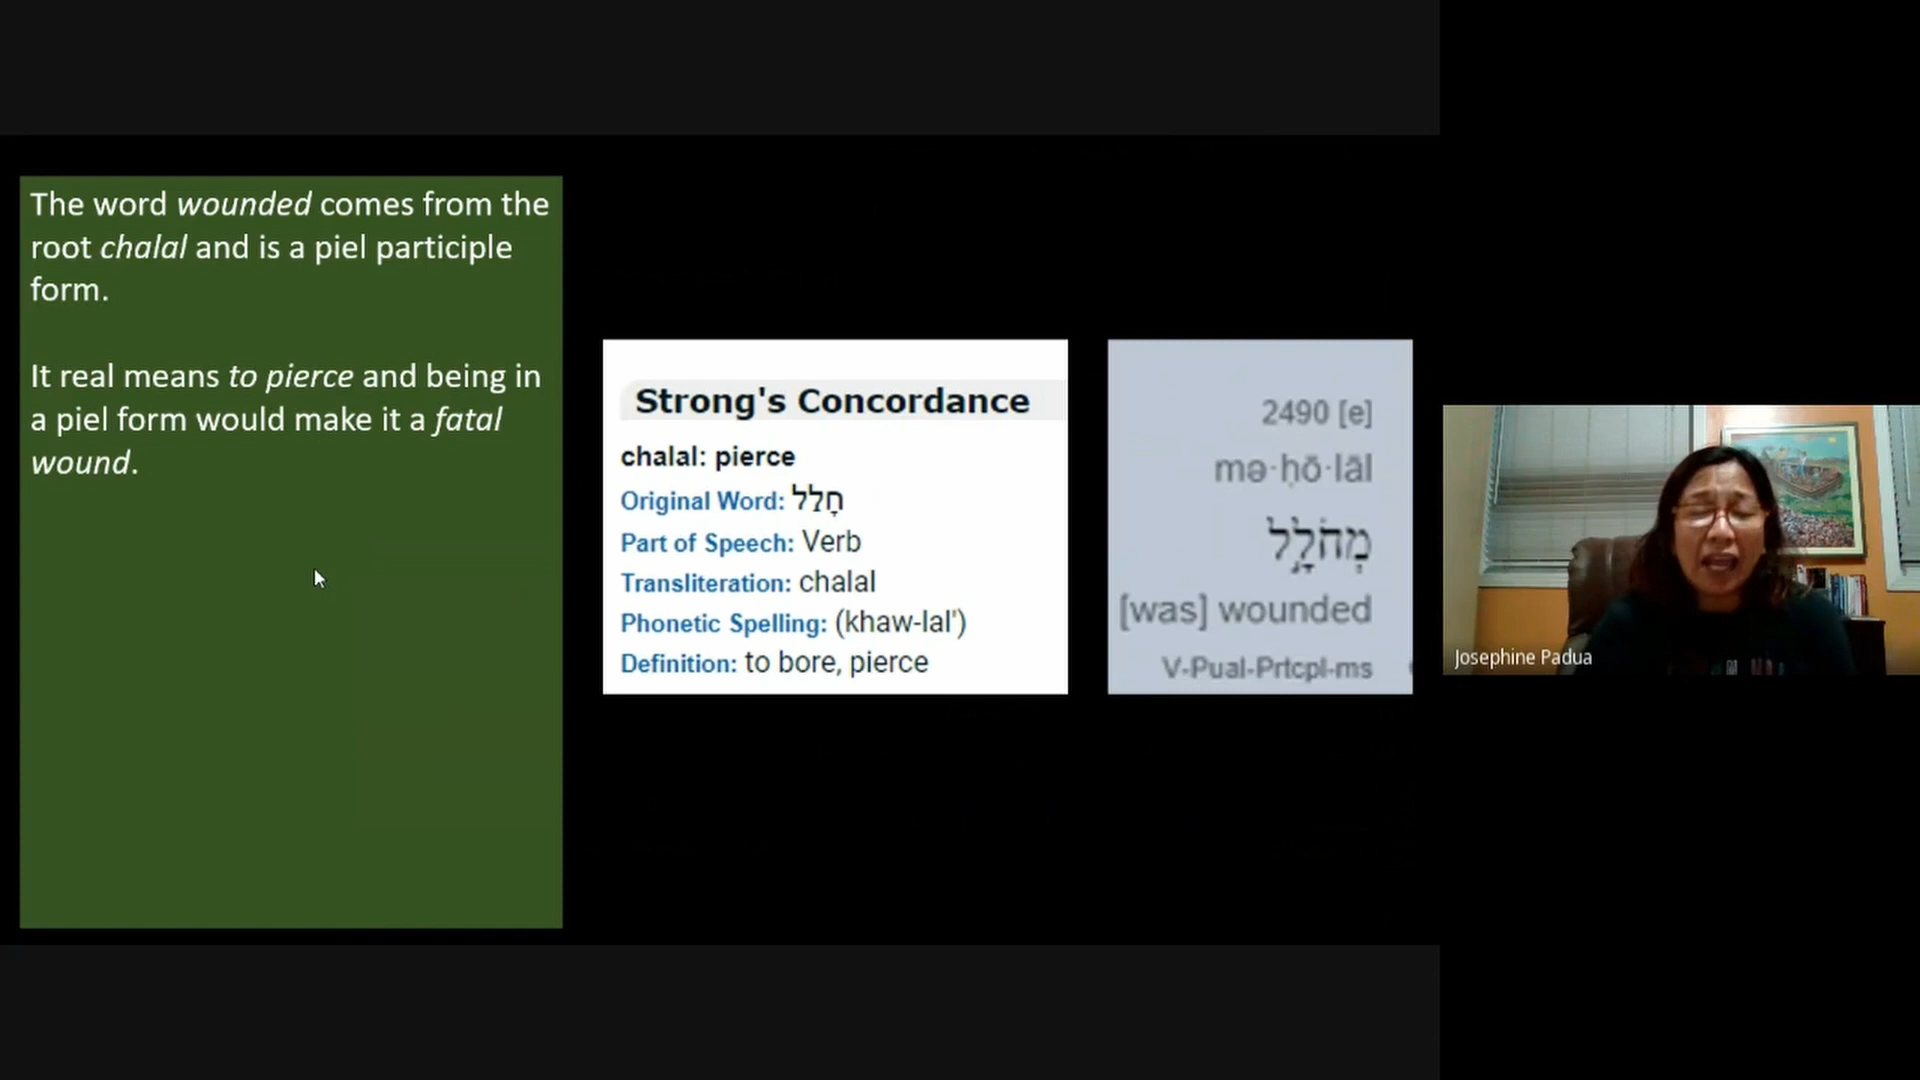 The word wounded comes from the
root chalal and is a piel participle
form.
It real means to pierce and being in
a piel form would make it a fatal
wound.
Strong's Concordance
chalal: pierce
Original Word: חָלַל
Part of Speech: Verb
Transliteration: chalal
Phonetic Spelling: (khaw-lal')
Definition: to bore, pierce
2490 [e]
mə·ḥō·lāl
מְחֹלָ֣ל
[was] wounded
V-Pual-Prtcpl-ms
Josephine Padua